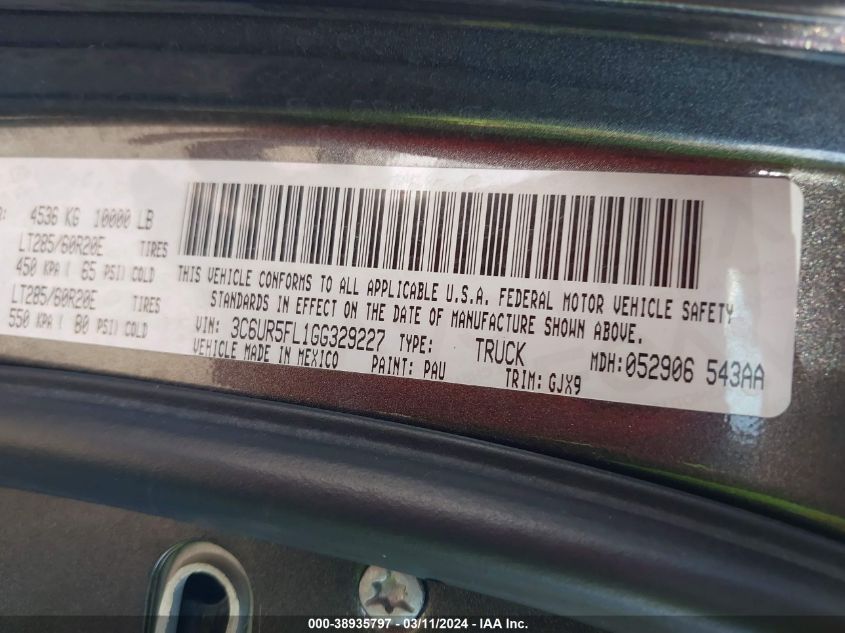 4536 KG 10000 LB
LT285/60R20E TIRES
450 KPA( 65 PSI) COLD
LT285/60R20E TIRES
550 KPA( 80 PSI) COLD
THIS VEHICLE CONFORMS TO ALL APPLICABLE U.S.A. FEDERAL MOTOR VEHICLE SAFETY
STANDARDS IN EFFECT ON THE DATE OF MANUFACTURE SHOWN ABOVE.
VIN: 3C6UR5FL1GG329227 TYPE: TRUCK MDH:052906 543AA
VEHICLE MADE IN MEXICO PAINT: PAU TRIM: GJX9
000-38935797 - 03/11/2024 - IAA Inc.